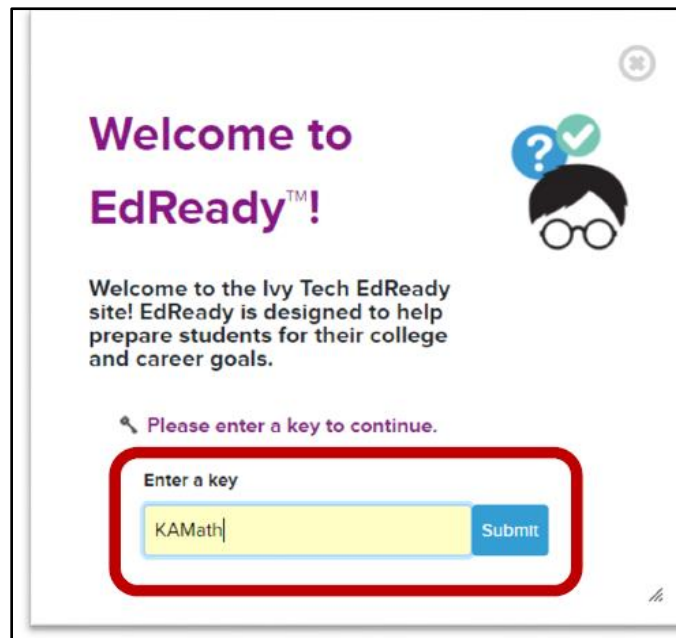 Welcome to
EdReady™!
Welcome to the Ivy Tech EdReady
site! EdReady is designed to help
prepare students for their college
and career goals.
Please enter a key to continue.
Enter a key
KAMath
Submit